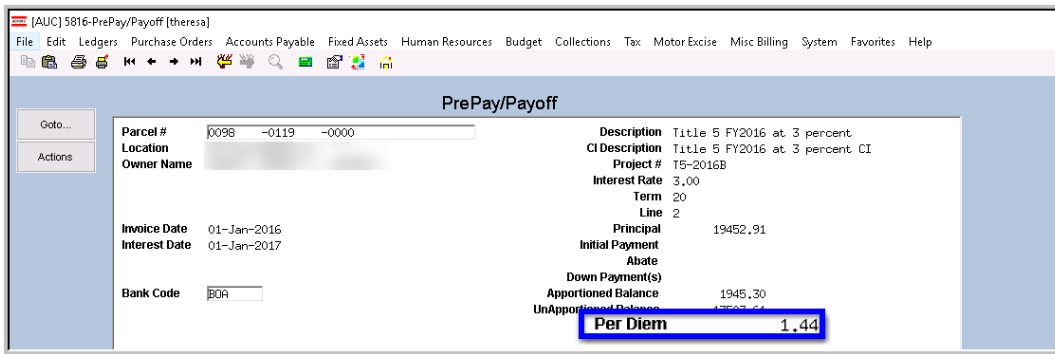 [AUC] 5816-PrePay/Payoff [theresa]
File Edit Ledgers Purchase Orders Accounts Payable Fixed Assets Human Resources Budget Collections Tax Motor Excise Misc Billing System Favorites Help
PrePay/Payoff
Goto...
Actions
Parcel # 0098 -0119 -0000
Location
Owner Name
Invoice Date 01-Jan-2016
Interest Date 01-Jan-2017
Bank Code BOA
Description Title 5 FY2016 at 3 percent
CI Description Title 5 FY2016 at 3 percent CI
Project # T5-2016B
Interest Rate 3.00
Term 20
Line 2
Principal 19452.91
Initial Payment
Abate
Down Payment(s)
Apportioned Balance 1945.30
UnApportioned Balance
Per Diem 1.44